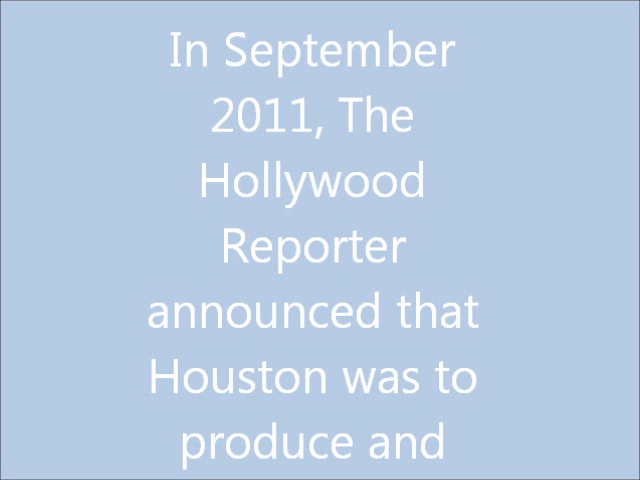 In September
2011, The
Hollywood
Reporter
announced that
Houston was to
produce and